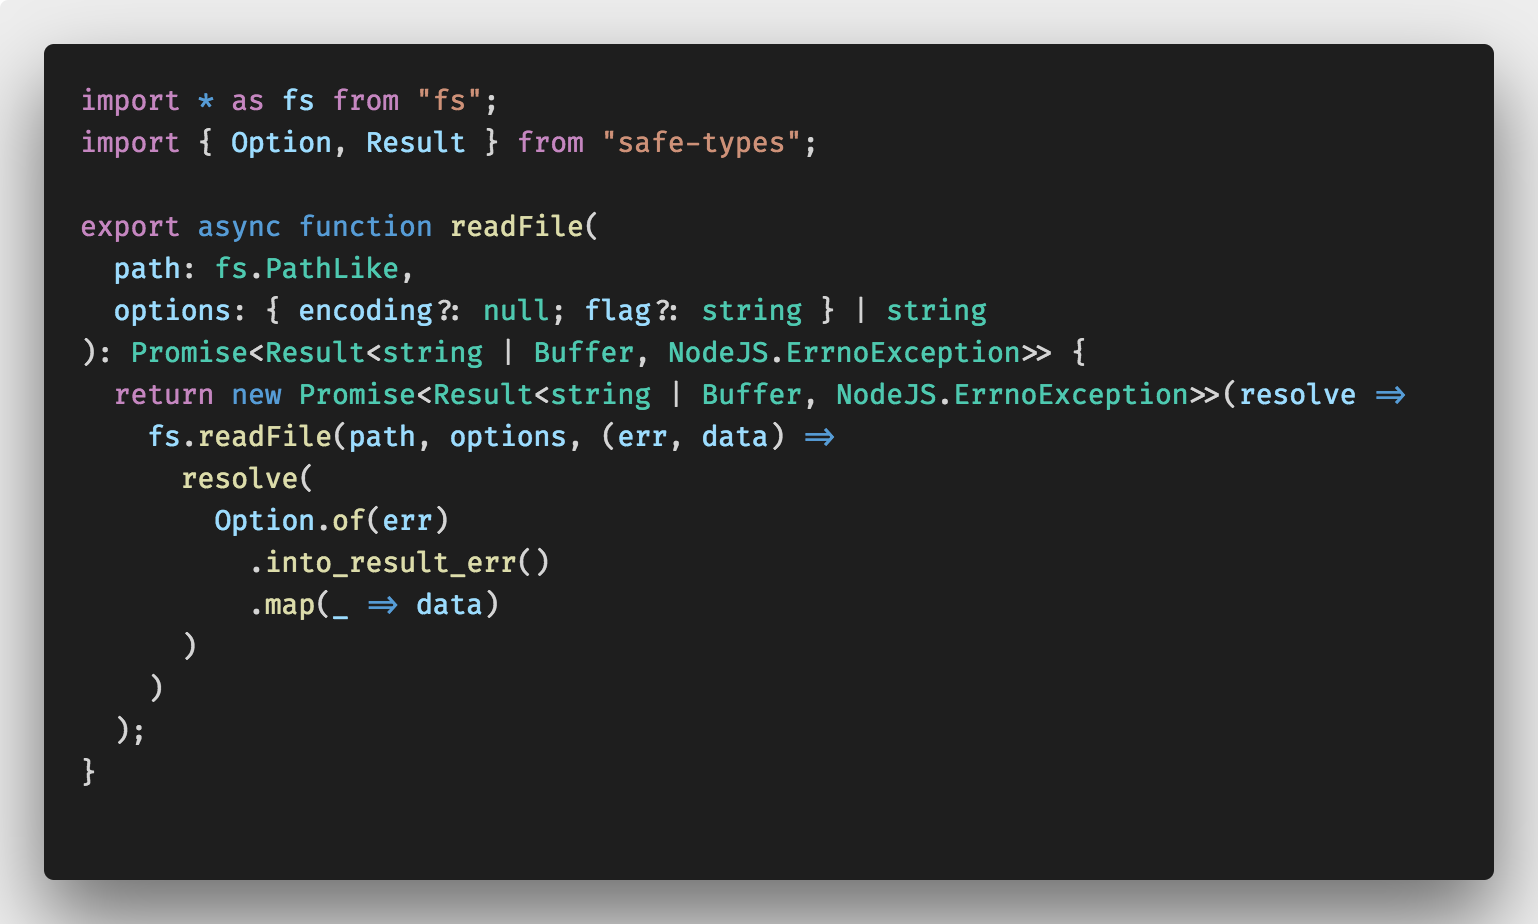 import * as fs from "fs";
import { Option, Result } from "safe-types";
export async function readFile(
path: fs.PathLike,
options: { encoding?: null; flag?: string } | string
): Promise<Result<string | Buffer, NodeJS.ErrnoException>> {
return new Promise<Result<string | Buffer, NodeJS.ErrnoException>>(resolve =>
fs.readFile(path, options, (err, data) =>
resolve(
Option.of(err)
.into_result_err()
.map(_ => data)
)
)
);
}